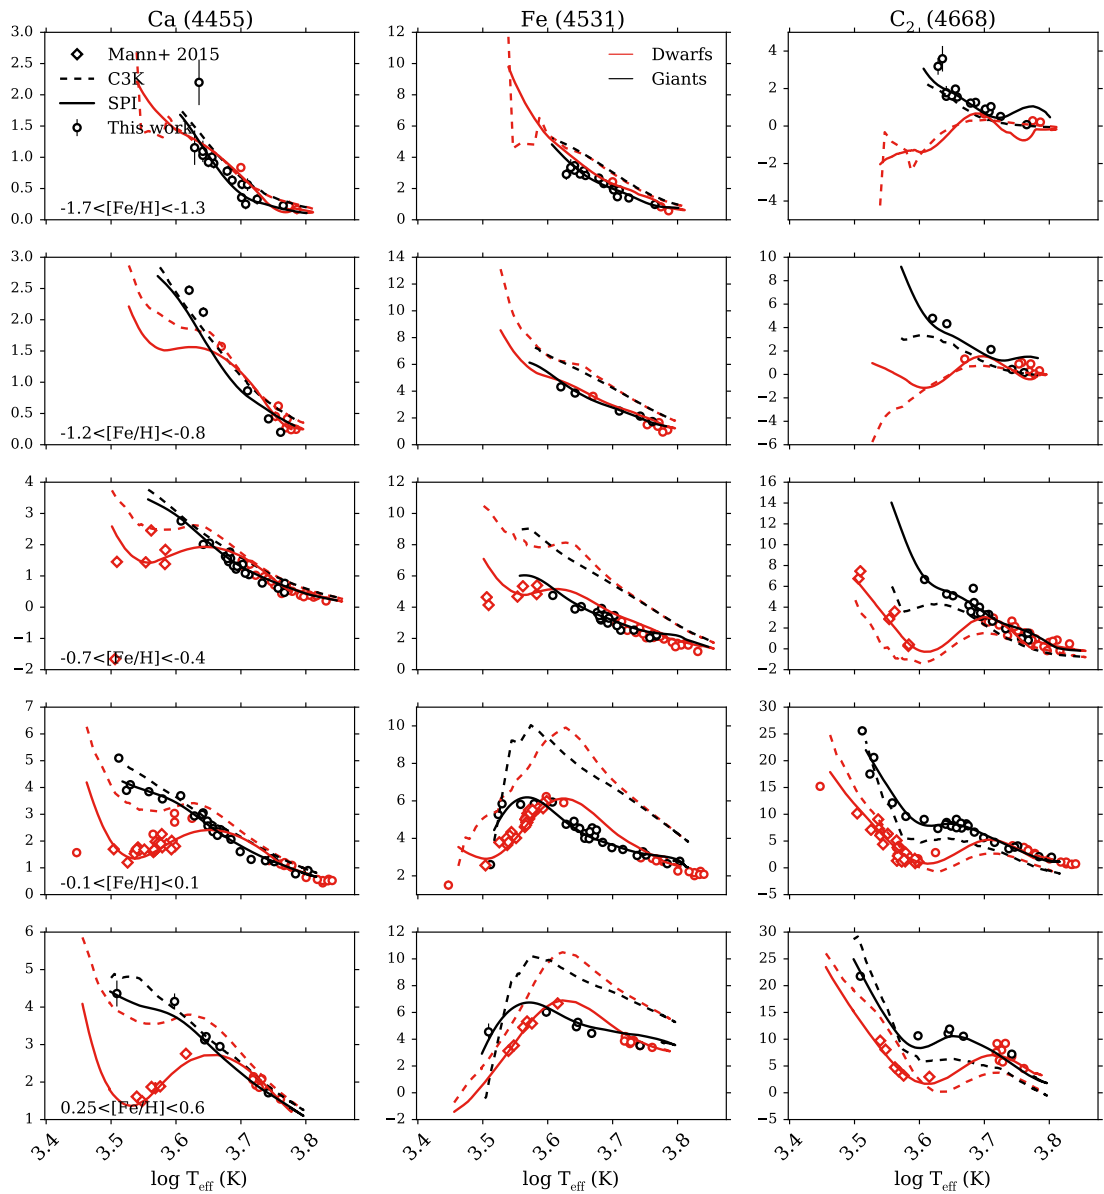 Ca (4455) Fe (4531) C₂ (4668)
3.0 12
Mann+ 2015 Dwarfs 4
2.5 10
C3K Giants
2.0 SPI 8 2
This work
1.5 6 0
1.0 4 −2
0.5 2 −4
-1.7<[Fe/H]<-1.3
0.0 0
3.0 14 10
2.5 12 8
2.0 10 6
1.5 8 4
1.0 6 2
0.5 4 0
-1.2<[Fe/H]<-0.8 2 −2
0.0 0 −4
−6
4 12 16
3 10 14
2 8 12
1 6 10
0 4 8
−1 2 6
-0.7<[Fe/H]<-0.4 4
−2 0 2
0
−2
7 10 30
6 8 25
5 6 20
4 4 15
3 2 10
2 5
1 0
-0.1<[Fe/H]<0.1
0 −5
6 12 30
5 10 25
4 8 20
3 6 15
2 4 10
0.25<[Fe/H]<0.6 2 5
1 0 0
−2 −5
3.4 3.5 3.6 3.7 3.8 3.4 3.5 3.6 3.7 3.8 3.4 3.5 3.6 3.7 3.8
log T_eff (K) log T_eff (K) log T_eff (K)